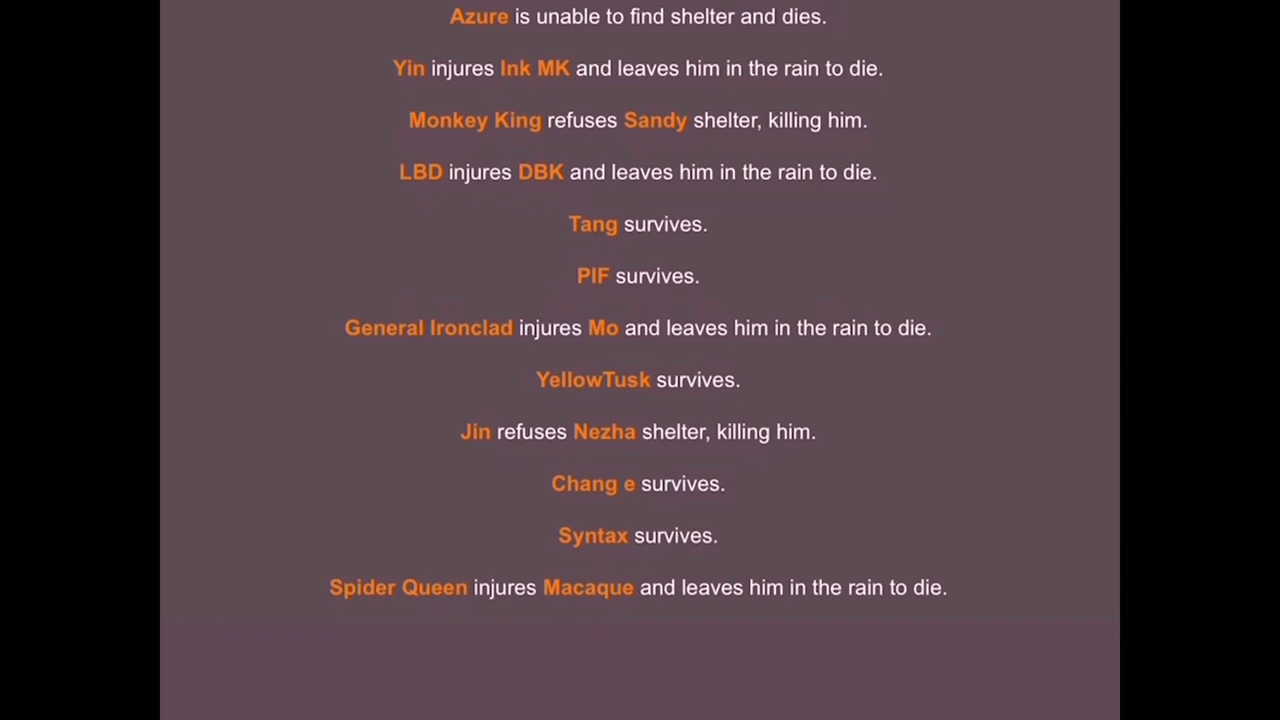 Azure is unable to find shelter and dies.
Yin injures Ink MK and leaves him in the rain to die.
Monkey King refuses Sandy shelter, killing him.
LBD injures DBK and leaves him in the rain to die.
Tang survives.
PIF survives.
General Ironclad injures Mo and leaves him in the rain to die.
YellowTusk survives.
Jin refuses Nezha shelter, killing him.
Chang e survives.
Syntax survives.
Spider Queen injures Macaque and leaves him in the rain to die.